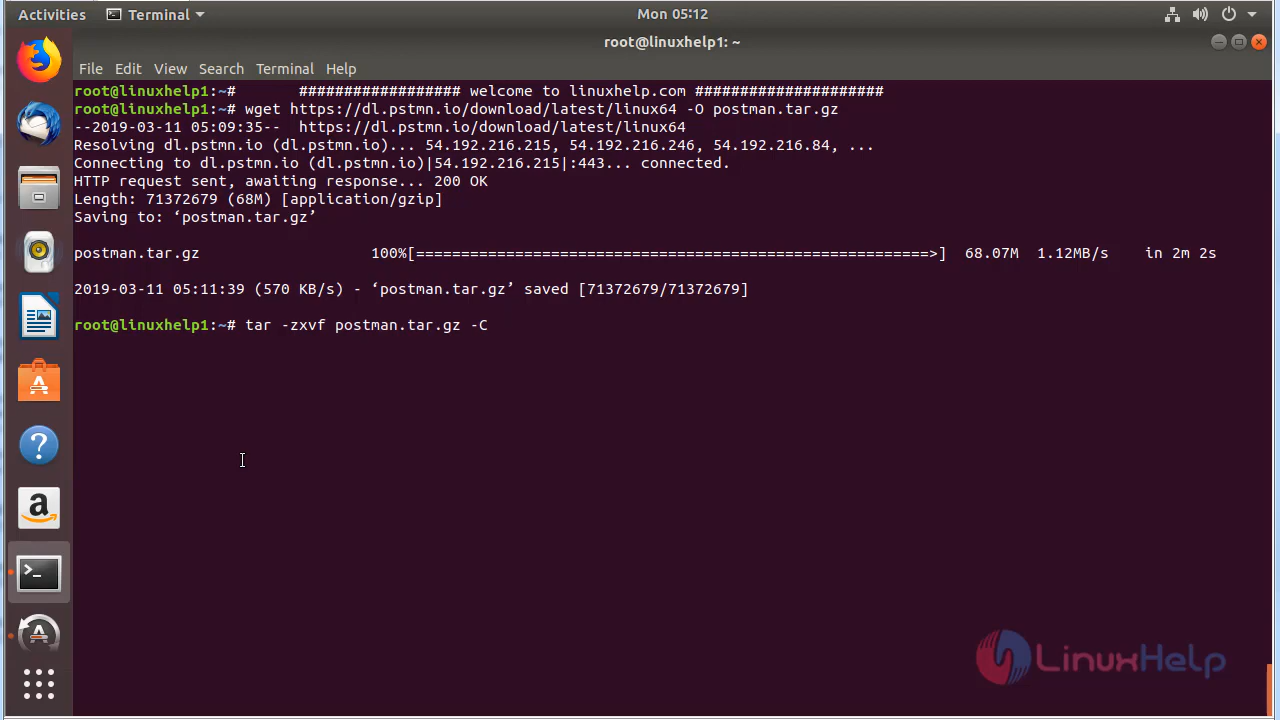 Activities Terminal Mon 05:12
root@linuxhelp1: ~
File Edit View Search Terminal Help
root@linuxhelp1:~# ################## welcome to linuxhelp.com #####################
root@linuxhelp1:~# wget https://dl.pstmn.io/download/latest/linux64 -O postman.tar.gz
--2019-03-11 05:09:35-- https://dl.pstmn.io/download/latest/linux64
Resolving dl.pstmn.io (dl.pstmn.io)... 54.192.216.215, 54.192.216.246, 54.192.216.84, ...
Connecting to dl.pstmn.io (dl.pstmn.io)|54.192.216.215|:443... connected.
HTTP request sent, awaiting response... 200 OK
Length: 71372679 (68M) [application/gzip]
Saving to: ‘postman.tar.gz’
postman.tar.gz 100%[=========================================================>] 68.07M 1.12MB/s in 2m 2s
2019-03-11 05:11:39 (570 KB/s) - ‘postman.tar.gz’ saved [71372679/71372679]
root@linuxhelp1:~# tar -zxvf postman.tar.gz -C
LinuxHelp